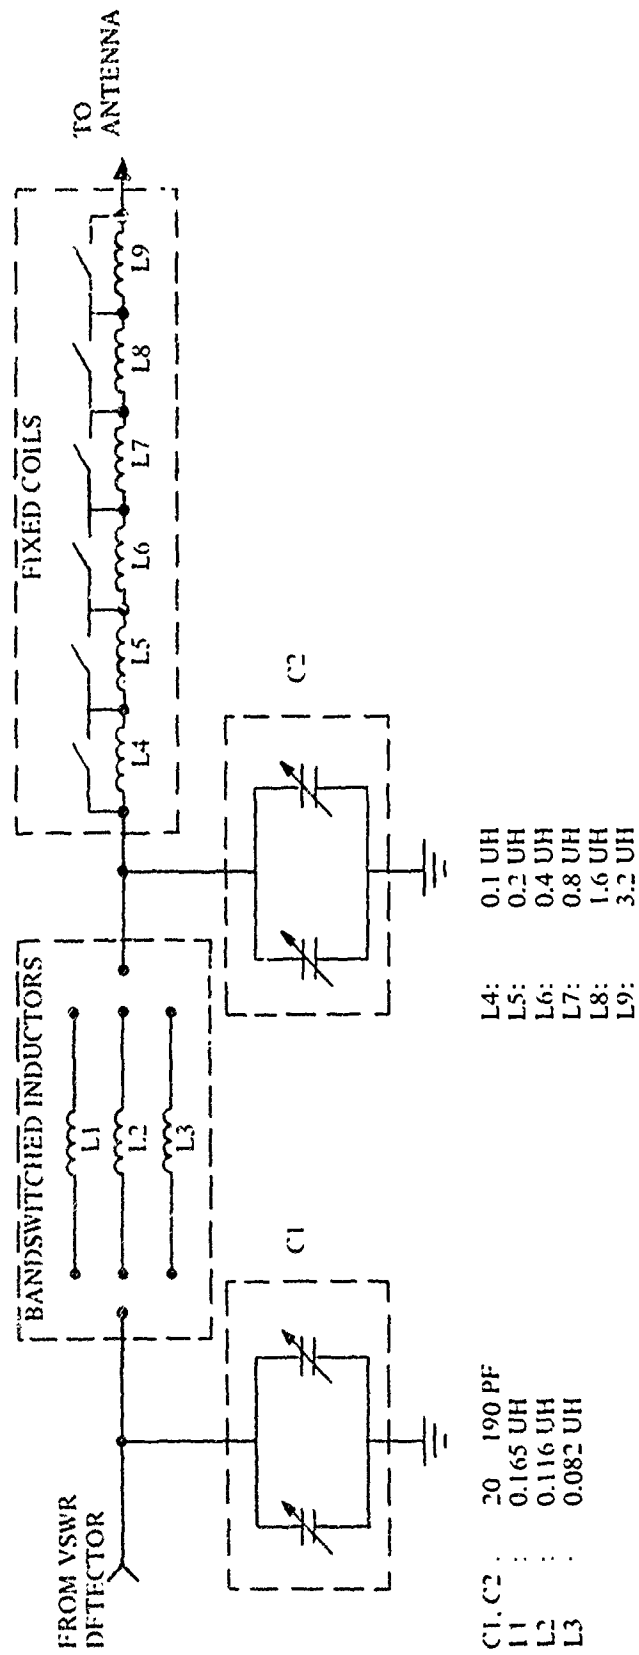 FROM VSWR
DETECTOR
BANDSWITCHED INDUCTORS
L1
L2
L3
FIXED COILS
L4
L5
L6
L7
L8
L9
TO
ANTENNA
C1
C2
C1, C2 . 20 190 PF
L1 : 0.165 UH
L2 : 0.116 UH
L3 . 0.082 UH
L4: 0.1 UH
L5: 0.2 UH
L6: 0.4 UH
L7: 0.8 UH
L8: 1.6 UH
L9: 3.2 UH